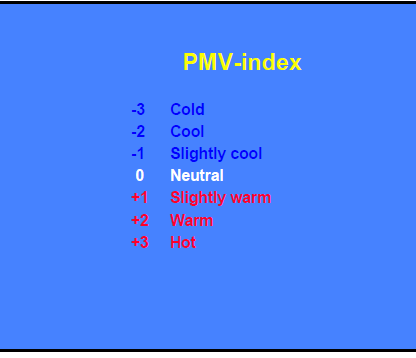 PMV-index
-3 Cold
-2 Cool
-1 Slightly cool
0 Neutral
+1 Slightly warm
+2 Warm
+3 Hot